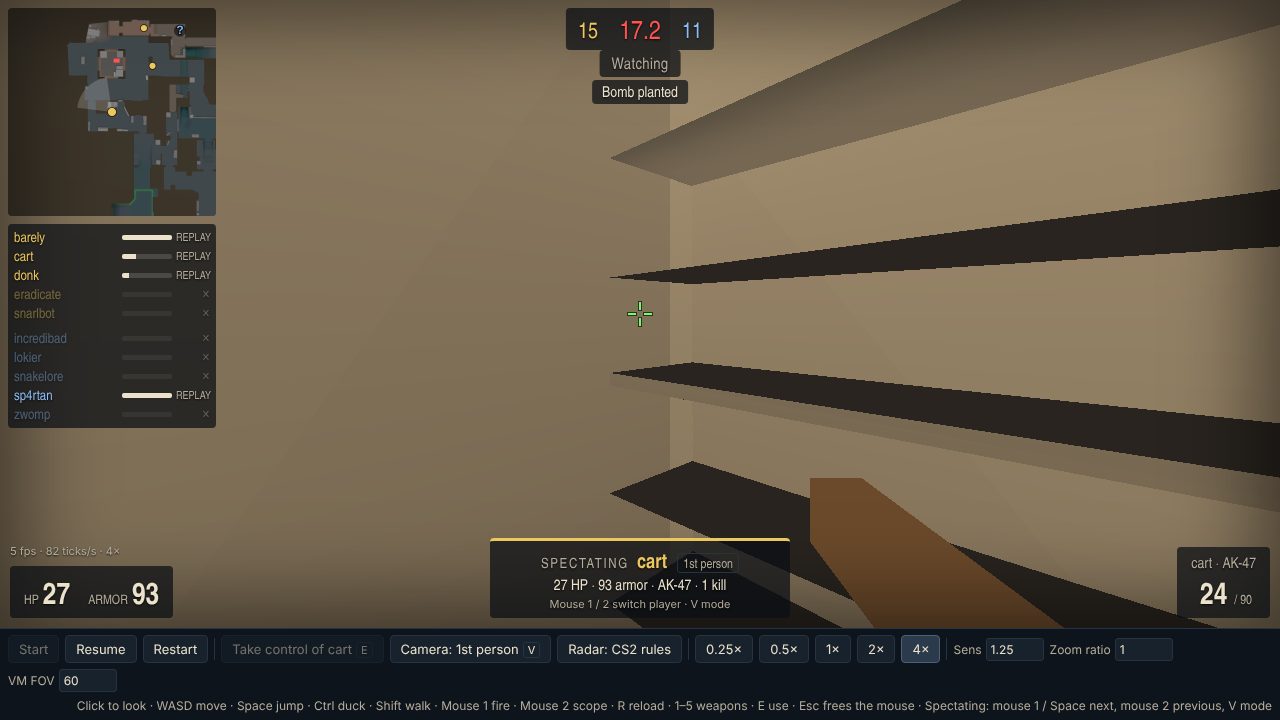 ?
15 17.2 11
Watching
Bomb planted
barely REPLAY
cart REPLAY
donk REPLAY
eradicate ×
snarlbot ×
incredibad ×
lokier ×
snakelore ×
sp4rtan REPLAY
zwomp ×
5 fps · 82 ticks/s · 4×
HP 27 ARMOR 93
SPECTATING cart 1st person
27 HP · 93 armor · AK-47 · 1 kill
Mouse 1 / 2 switch player · V mode
cart · AK-47
24 / 90
Start Resume Restart Take control of cart E Camera: 1st person V Radar: CS2 rules 0.25× 0.5× 1× 2× 4× Sens 1.25 Zoom ratio 1
VM FOV 60
Click to look · WASD move · Space jump · Ctrl duck · Shift walk · Mouse 1 fire · Mouse 2 scope · R reload · 1–5 weapons · E use · Esc frees the mouse · Spectating: mouse 1 / Space next, mouse 2 previous, V mode